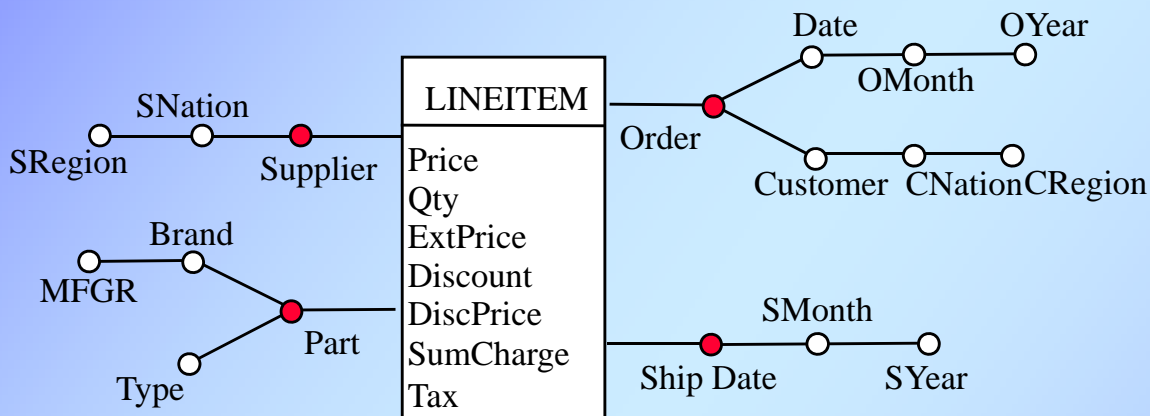 Date
OYear
OMonth
LINEITEM
SNation
Order
SRegion
Supplier
Price
Customer
CNation
CRegion
Qty
Brand
ExtPrice
MFGR
Discount
DiscPrice
SMonth
Part
SumCharge
Type
Tax
Ship Date
SYear